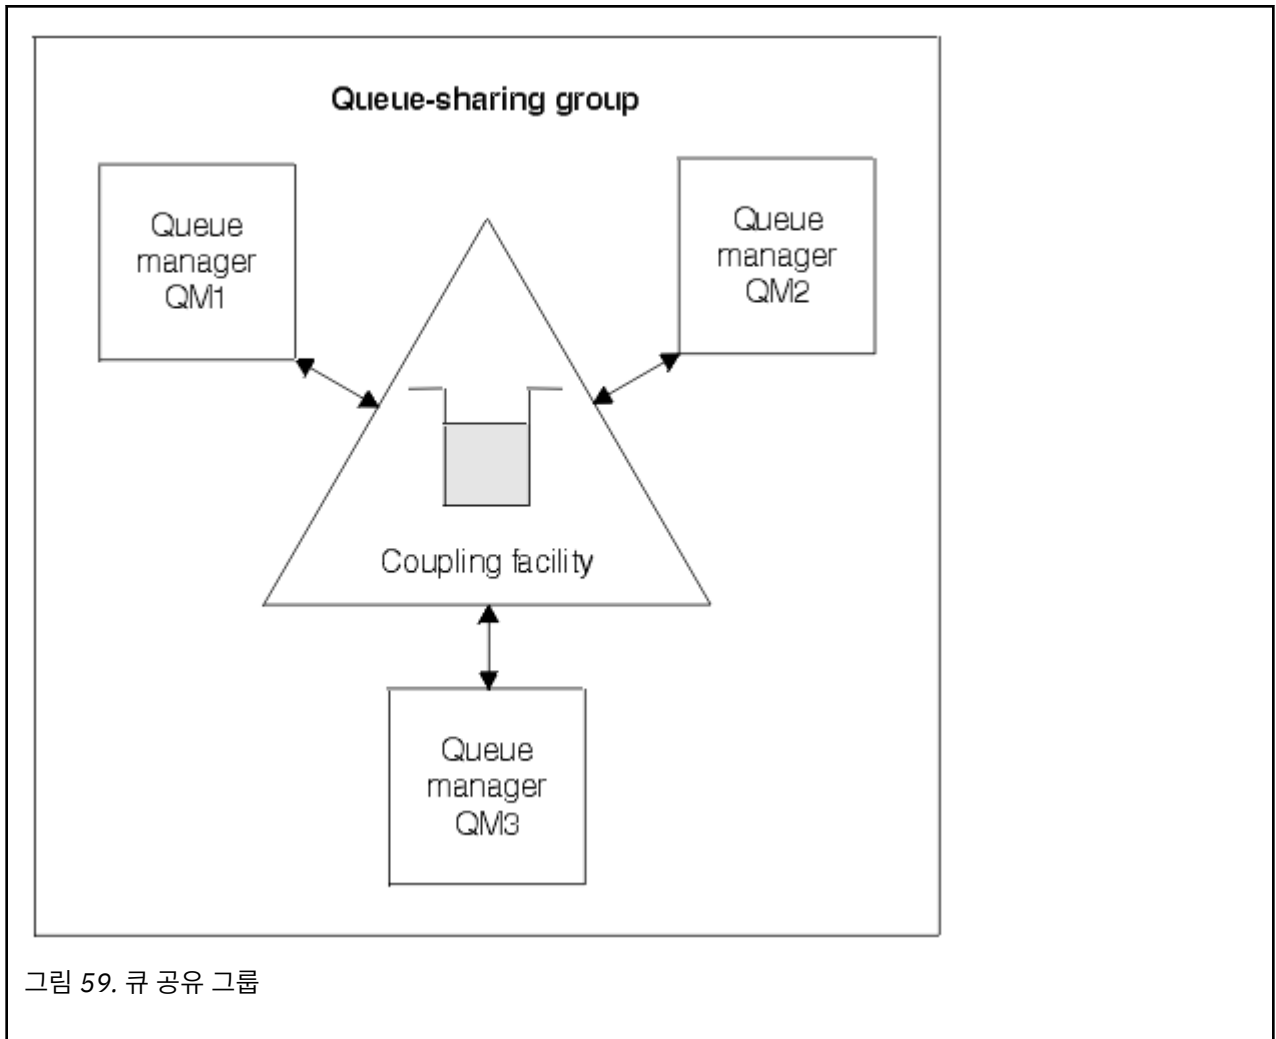 Queue-sharing group
Queue
manager
QM1
Queue
manager
QM2
Coupling facility
Queue
manager
QM3
그림 59. 큐 공유 그룹